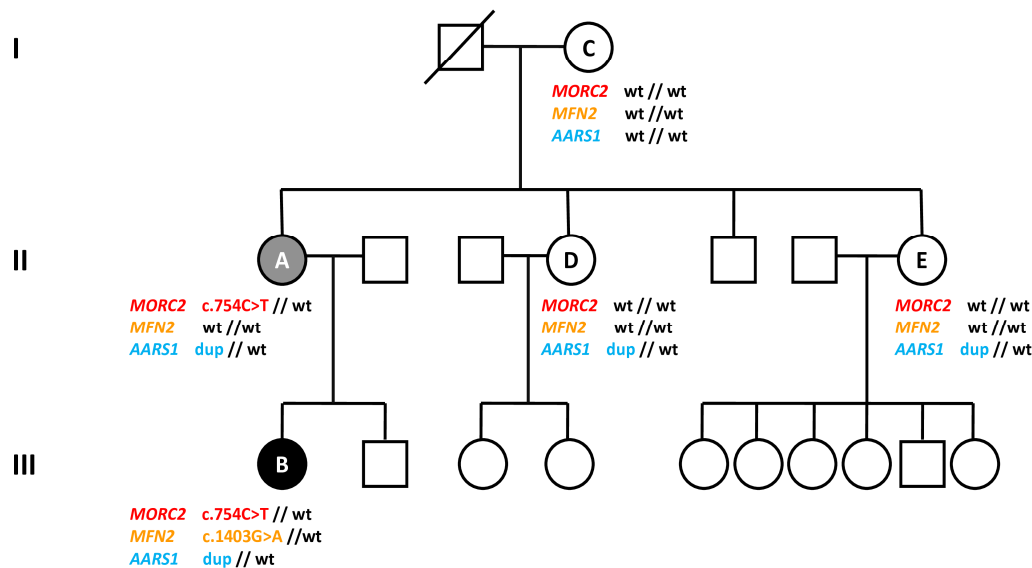 I
C
MORC2 wt // wt
MFN2 wt //wt
AARS1 wt // wt
II
A
D
E
MORC2 c.754C>T // wt
MFN2 wt //wt
AARS1 dup // wt
MORC2 wt // wt
MFN2 wt //wt
AARS1 dup // wt
MORC2 wt // wt
MFN2 wt //wt
AARS1 dup // wt
III
B
MORC2 c.754C>T // wt
MFN2 c.1403G>A //wt
AARS1 dup // wt